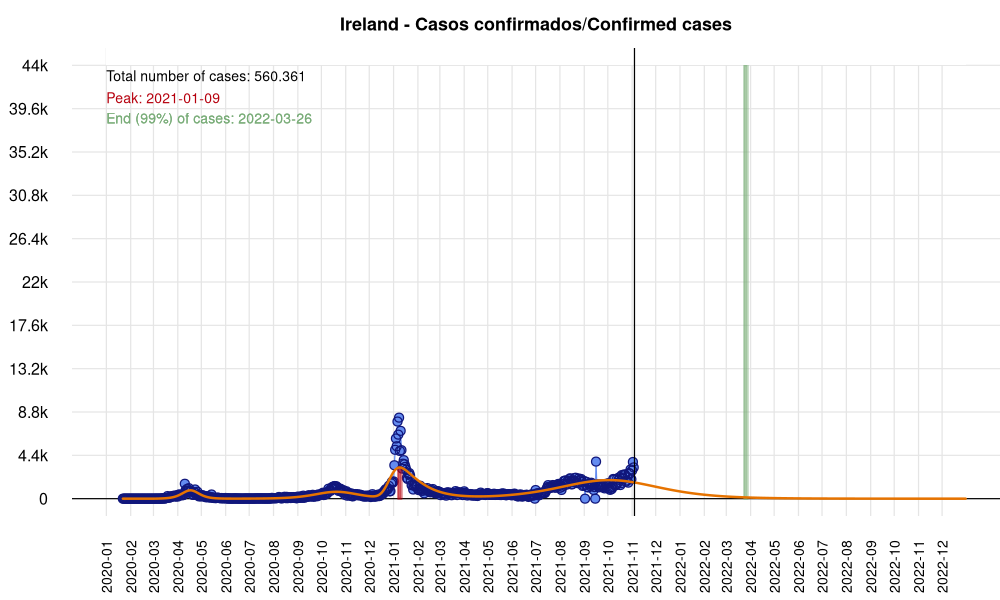 Ireland - Casos confirmados/Confirmed cases
44k
Total number of cases: 560.361
Peak: 2021-01-09
39.6k
End (99%) of cases: 2022-03-26
35.2k
30.8k
26.4k
22k
17.6k
13.2k
8.8k
4.4k
0
2020-01
2020-02
2020-03
2020-04
2020-05
2020-06
2020-07
2020-08
2020-09
2020-10
2020-11
2020-12
2021-01
2021-02
2021-03
2021-04
2021-05
2021-06
2021-07
2021-08
2021-09
2021-10
2021-11
2021-12
2022-01
2022-02
2022-03
2022-04
2022-05
2022-06
2022-07
2022-08
2022-09
2022-10
2022-11
2022-12